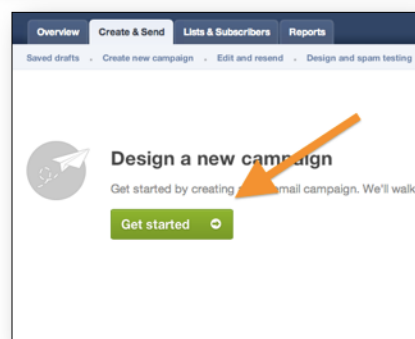 Overview Create & Send Lists & Subscribers Reports
Saved drafts Create new campaign Edit and resend Design and spam testing
Design a new campaign
Get started by creating email campaign. We'll walk
Get started